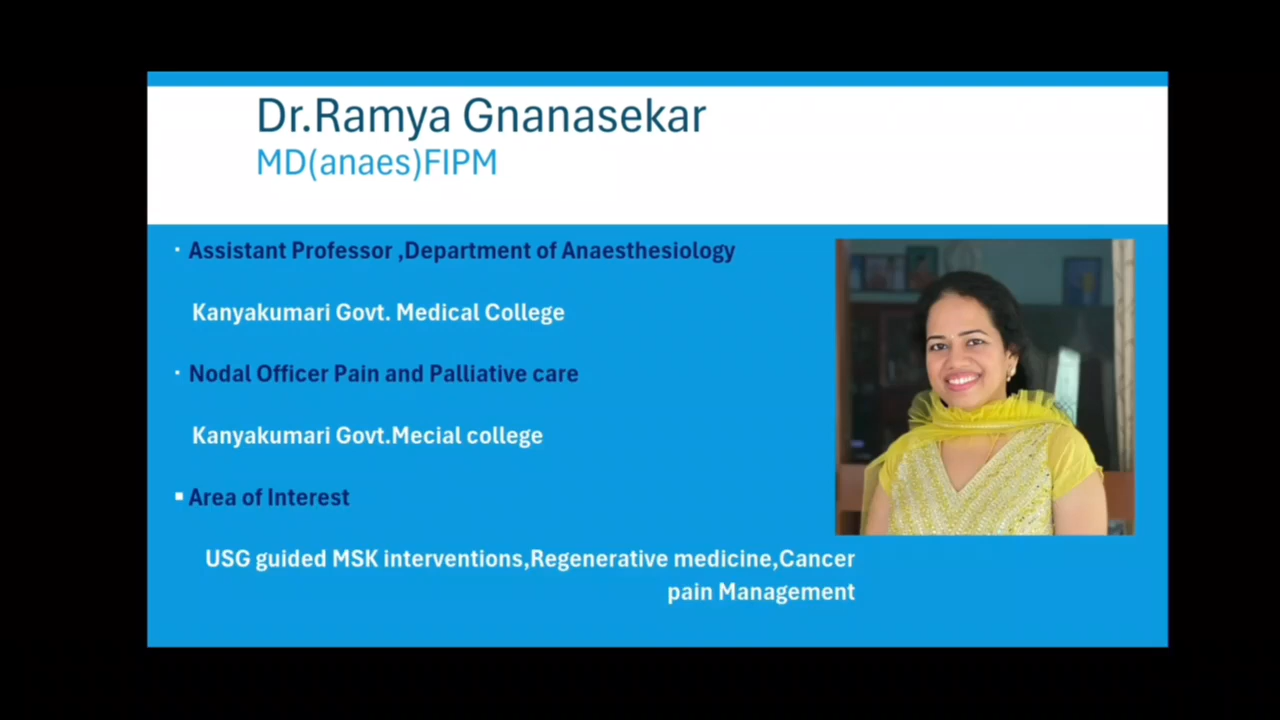 Dr.Ramya Gnanasekar
MD(anaes)FIPM
Assistant Professor ,Department of Anaesthesiology
Kanyakumari Govt. Medical College
Nodal Officer Pain and Palliative care
Kanyakumari Govt.Mecial college
Area of Interest
USG guided MSK interventions,Regenerative medicine,Cancer
pain Management